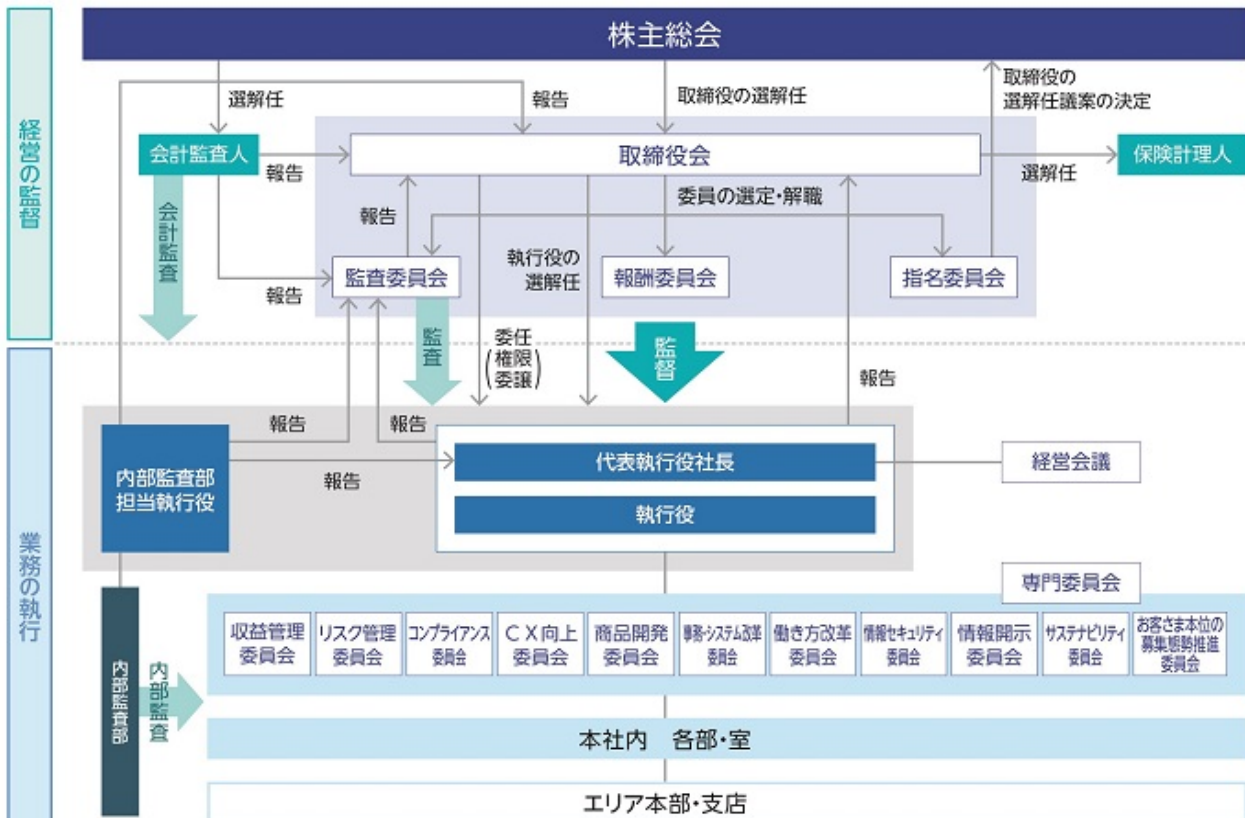 株主総会
経営の監督
選解任
報告
取締役の選解任
取締役の
選解任議案の決定
会計監査人
報告
取締役会
選解任
保険計理人
会計監査
報告
委員の選定・解職
執行役の
選解任
報告
監査委員会
報酬委員会
指名委員会
監査
委任
(権限
委譲)
監督
報告
業務の執行
報告
報告
内部監査部
担当執行役
報告
代表執行役社長
経営会議
執行役
専門委員会
収益管理
委員会
リスク管理
委員会
コンプライアンス
委員会
CX向上
委員会
商品開発
委員会
事務・システム改革
委員会
働き方改革
委員会
情報セキュリティ
委員会
情報開示
委員会
サステナビリティ
委員会
お客さま本位の
募集態勢推進
委員会
内部監査部
内部監査
本社内 各部・室
エリア本部・支店